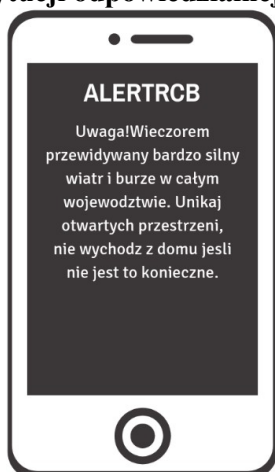 ALERTRCB
Uwaga!Wieczorem
przewidywany bardzo silny
wiatr i burze w całym
wojewodztwie. Unikaj
otwartych przestrzeni,
nie wychodz z domu jesli
nie jest to konieczne.